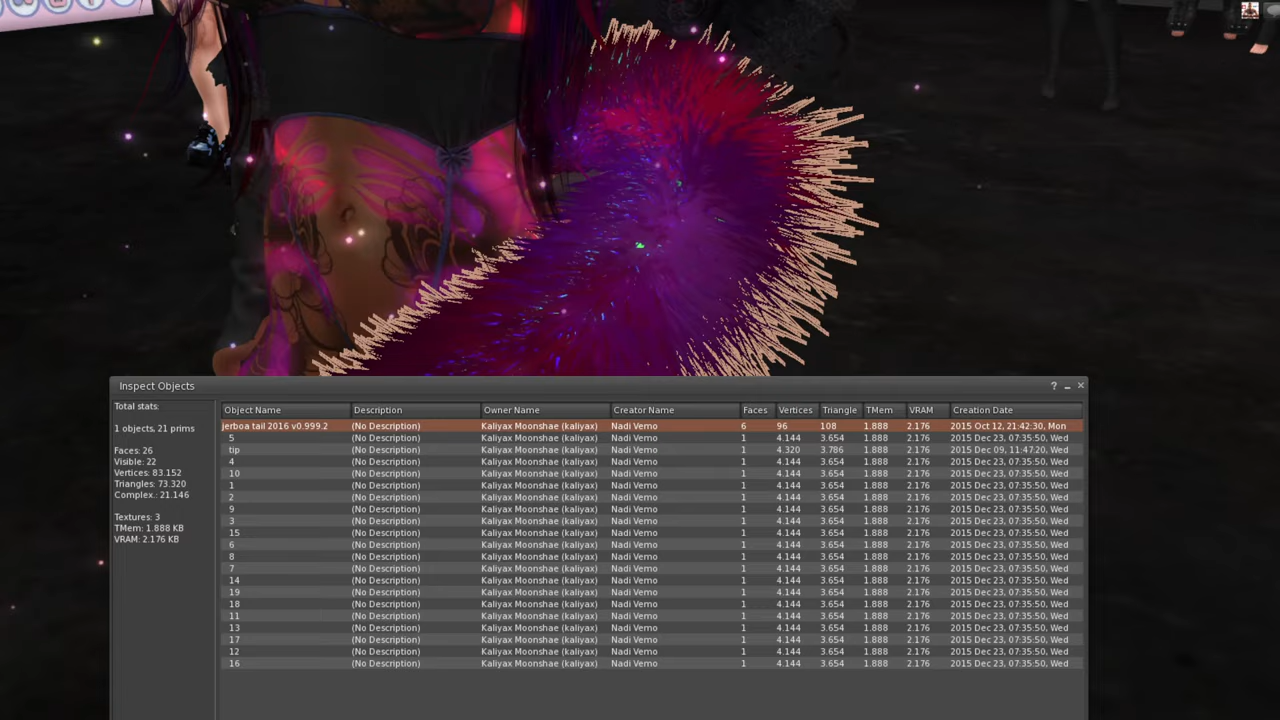 Inspect Objects ? _ ×
Total stats:
1 objects, 21 prims
Faces: 26
Visible: 22
Vertices: 83.152
Triangles: 73.320
Complex.: 21.146
Textures: 3
TMem: 1.888 KB
VRAM: 2.176 KB
Object Name Description Owner Name Creator Name Faces Vertices Triangle TMem VRAM Creation Date
jerboa tail 2016 v0.999.2 (No Description) Kaliyax Moonshae (kaliyax) Nadi Vemo 6 96 108 1.888 2.176 2015 Oct 12, 21:42:30, Mon
5 (No Description) Kaliyax Moonshae (kaliyax) Nadi Vemo 1 4.144 3.654 1.888 2.176 2015 Dec 23, 07:35:50, Wed
tip (No Description) Kaliyax Moonshae (kaliyax) Nadi Vemo 1 4.320 3.786 1.888 2.176 2015 Dec 09, 11:47:20, Wed
4 (No Description) Kaliyax Moonshae (kaliyax) Nadi Vemo 1 4.144 3.654 1.888 2.176 2015 Dec 23, 07:35:50, Wed
10 (No Description) Kaliyax Moonshae (kaliyax) Nadi Vemo 1 4.144 3.654 1.888 2.176 2015 Dec 23, 07:35:50, Wed
1 (No Description) Kaliyax Moonshae (kaliyax) Nadi Vemo 1 4.144 3.654 1.888 2.176 2015 Dec 23, 07:35:50, Wed
2 (No Description) Kaliyax Moonshae (kaliyax) Nadi Vemo 1 4.144 3.654 1.888 2.176 2015 Dec 23, 07:35:50, Wed
9 (No Description) Kaliyax Moonshae (kaliyax) Nadi Vemo 1 4.144 3.654 1.888 2.176 2015 Dec 23, 07:35:50, Wed
3 (No Description) Kaliyax Moonshae (kaliyax) Nadi Vemo 1 4.144 3.654 1.888 2.176 2015 Dec 23, 07:35:50, Wed
15 (No Description) Kaliyax Moonshae (kaliyax) Nadi Vemo 1 4.144 3.654 1.888 2.176 2015 Dec 23, 07:35:50, Wed
6 (No Description) Kaliyax Moonshae (kaliyax) Nadi Vemo 1 4.144 3.654 1.888 2.176 2015 Dec 23, 07:35:50, Wed
8 (No Description) Kaliyax Moonshae (kaliyax) Nadi Vemo 1 4.144 3.654 1.888 2.176 2015 Dec 23, 07:35:50, Wed
7 (No Description) Kaliyax Moonshae (kaliyax) Nadi Vemo 1 4.144 3.654 1.888 2.176 2015 Dec 23, 07:35:50, Wed
14 (No Description) Kaliyax Moonshae (kaliyax) Nadi Vemo 1 4.144 3.654 1.888 2.176 2015 Dec 23, 07:35:50, Wed
19 (No Description) Kaliyax Moonshae (kaliyax) Nadi Vemo 1 4.144 3.654 1.888 2.176 2015 Dec 23, 07:35:50, Wed
18 (No Description) Kaliyax Moonshae (kaliyax) Nadi Vemo 1 4.144 3.654 1.888 2.176 2015 Dec 23, 07:35:50, Wed
11 (No Description) Kaliyax Moonshae (kaliyax) Nadi Vemo 1 4.144 3.654 1.888 2.176 2015 Dec 23, 07:35:50, Wed
13 (No Description) Kaliyax Moonshae (kaliyax) Nadi Vemo 1 4.144 3.654 1.888 2.176 2015 Dec 23, 07:35:50, Wed
17 (No Description) Kaliyax Moonshae (kaliyax) Nadi Vemo 1 4.144 3.654 1.888 2.176 2015 Dec 23, 07:35:50, Wed
12 (No Description) Kaliyax Moonshae (kaliyax) Nadi Vemo 1 4.144 3.654 1.888 2.176 2015 Dec 23, 07:35:50, Wed
16 (No Description) Kaliyax Moonshae (kaliyax) Nadi Vemo 1 4.144 3.654 1.888 2.176 2015 Dec 23, 07:35:50, Wed